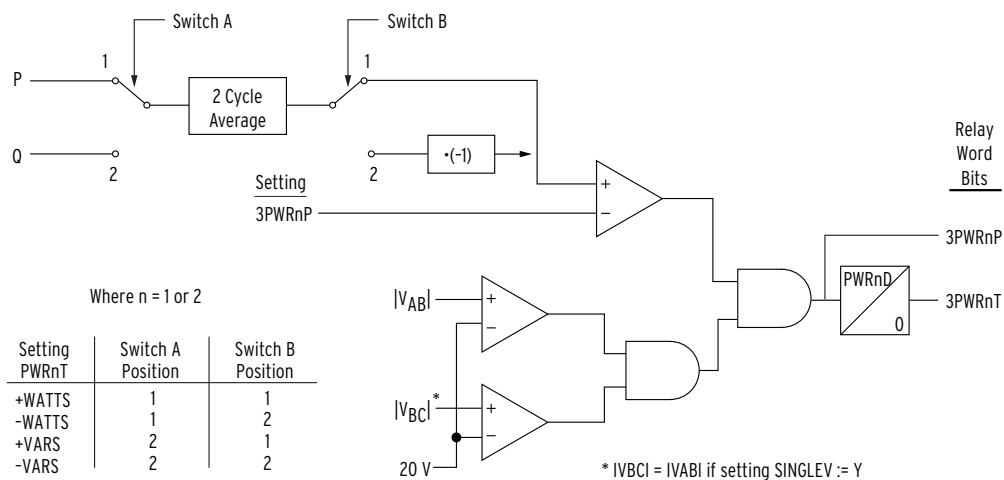 Switch A
Switch B
P
1
2 Cycle
Average
1
Q
2
2
•(-1)
Setting
3PWRnP
+
–
Relay
Word
Bits
3PWRnP
PWRnD
0
3PWRnT
Where n = 1 or 2
|VAB|
+
–
|VBC|*
+
–
20 V
Setting
PWRnT
Switch A
Position
Switch B
Position
+WATTS 1 1
-WATTS 1 2
+VARS 2 1
-VARS 2 2
* |VBC| = |VAB| if setting SINGLEV := Y